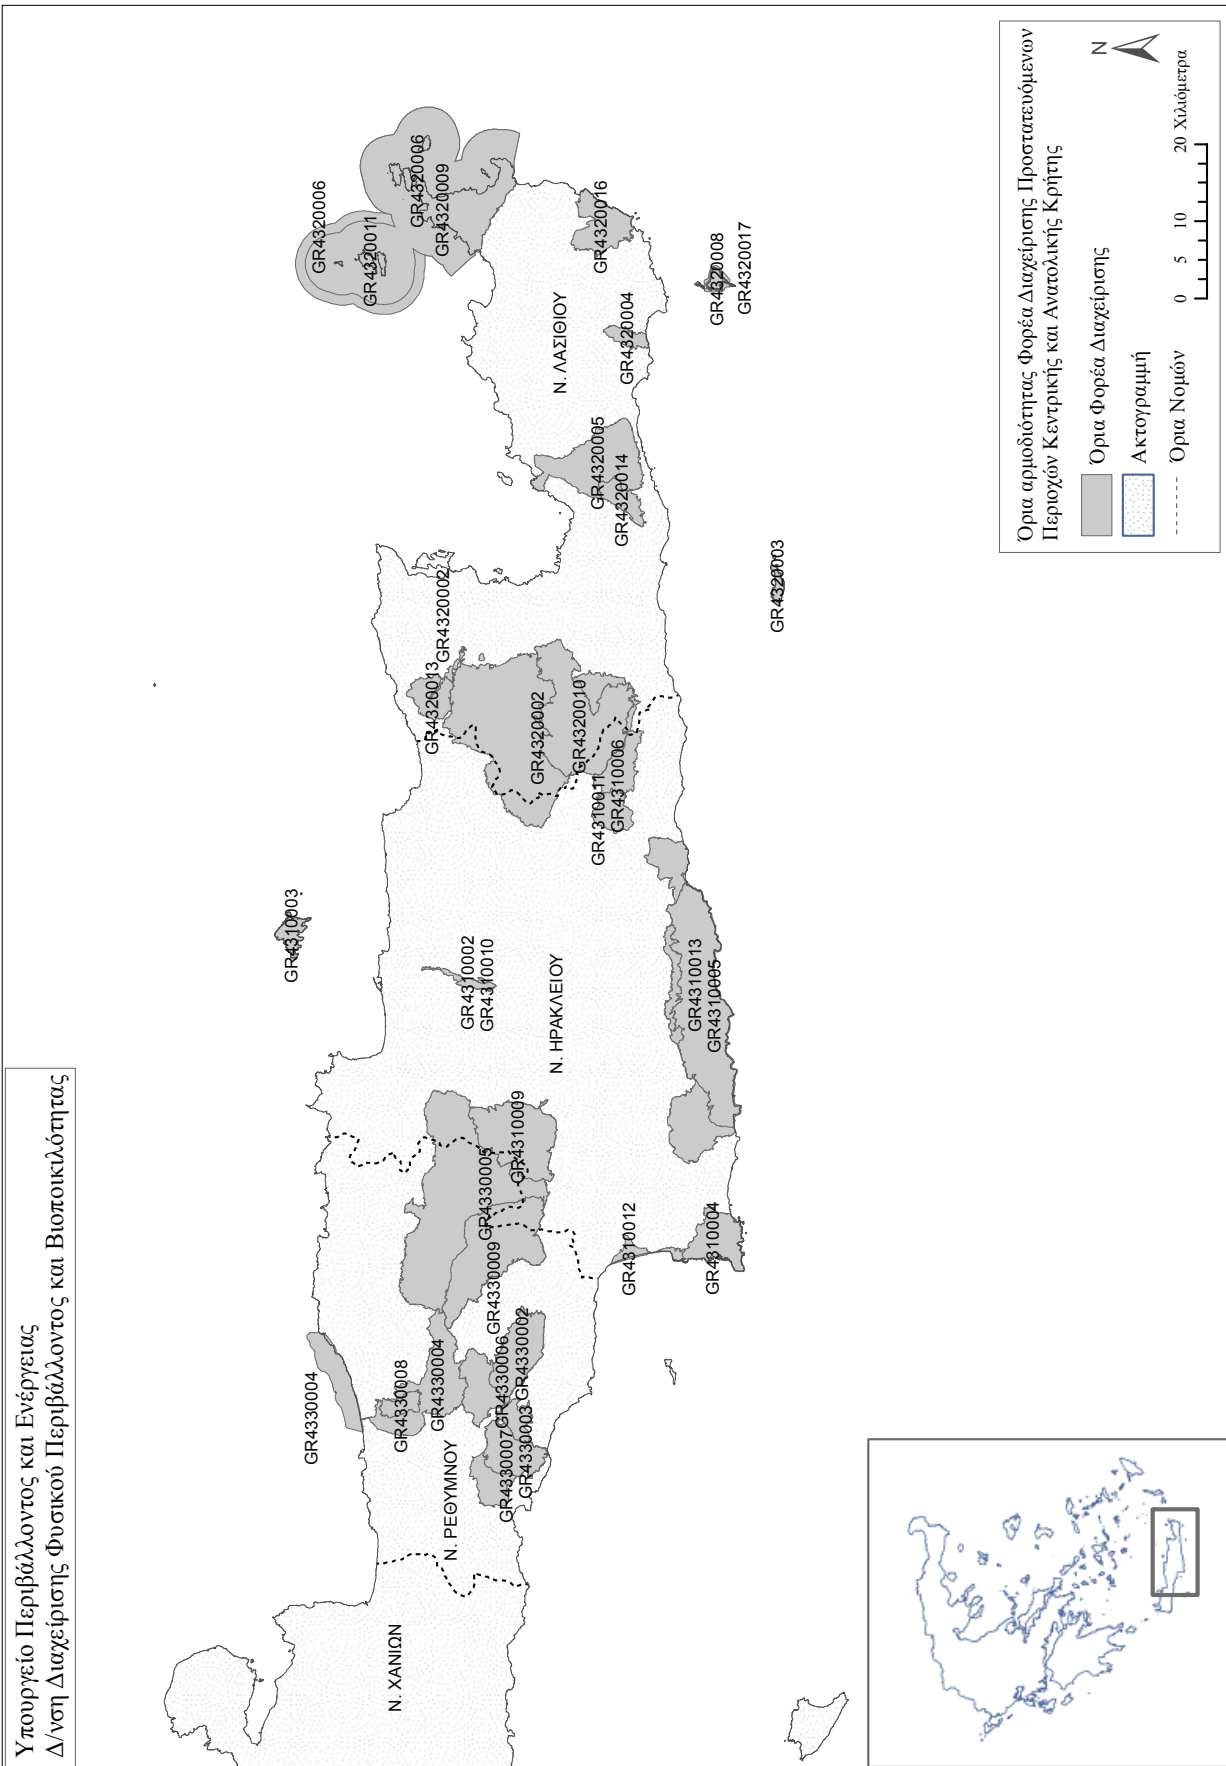 Υπουργείο Περιβάλλοντος και Ενέργειας
Δ/νση Διαχείρισης Φυσικού Περιβάλλοντος και Βιοποικιλότητας
GR4320006
GR4320011
GR4320006
GR4320009
GR4310003
GR4330004
GR4330008
GR4330004
Ν. ΧΑΝΙΩΝ
Ν. ΡΕΘΥΜΝΟΥ
GR4330007
GR4330003
GR4330006
GR4330002
GR4330009
GR4330005
GR4310009
GR4310002
GR4310010
Ν. ΗΡΑΚΛΕΙΟΥ
GR4320013
GR4320002
GR4320002
GR4320010
GR4310011
GR4310006
Ν. ΛΑΣΙΘΙΟΥ
GR4320005
GR4320014
GR4320004
GR4320016
GR4310012
GR4310004
GR4310013
GR4310005
GR4320003
GR4320008
GR4320017
Όρια αρμοδιότητας Φορέα Διαχείρισης Προστατευόμενων
Περιοχών Κεντρικής και Ανατολικής Κρήτης
Όρια Φορέα Διαχείρισης
Ακτογραμμή
Όρια Νομών
N
0 5 10 20 Χιλιόμετρα